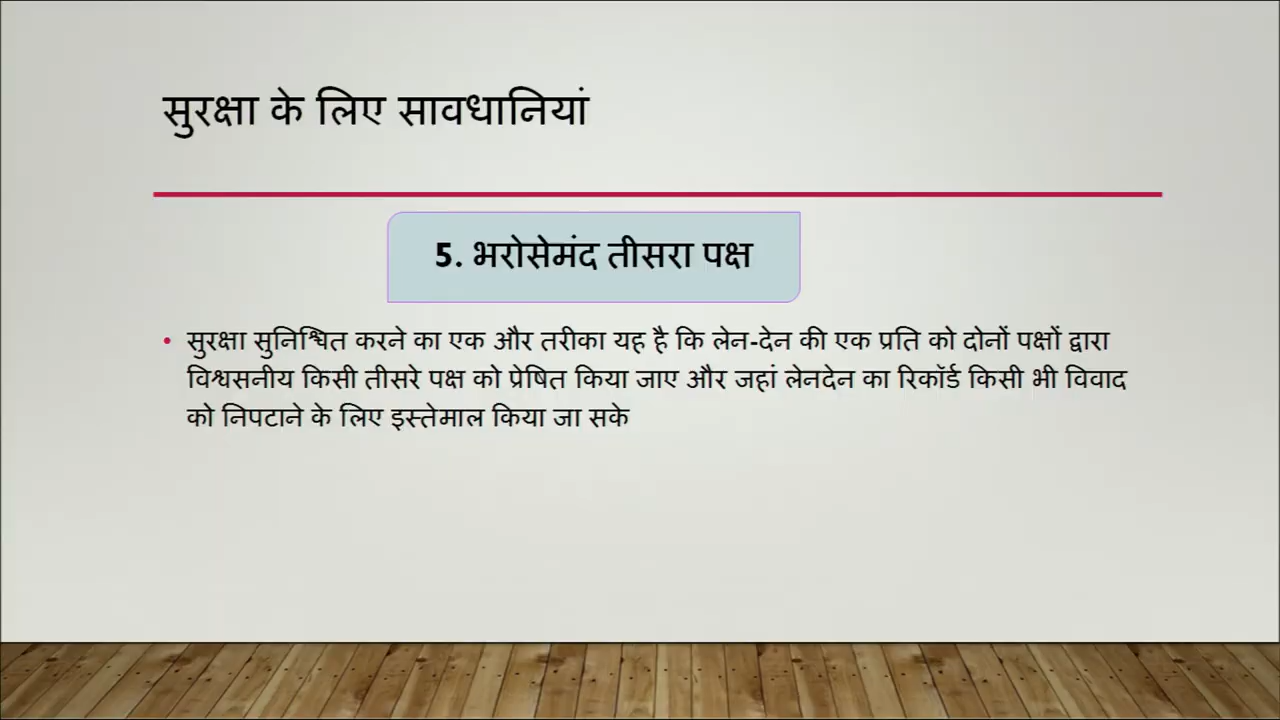 सुरक्षा के लिए सावधानियां
5. भरोसेमंद तीसरा पक्ष
• सुरक्षा सुनिश्चित करने का एक और तरीका यह है कि लेन-देन की एक प्रति को दोनों पक्षों द्वारा
विश्वसनीय किसी तीसरे पक्ष को प्रेषित किया जाए और जहां लेनदेन का रिकॉर्ड किसी भी विवाद
को निपटाने के लिए इस्तेमाल किया जा सके